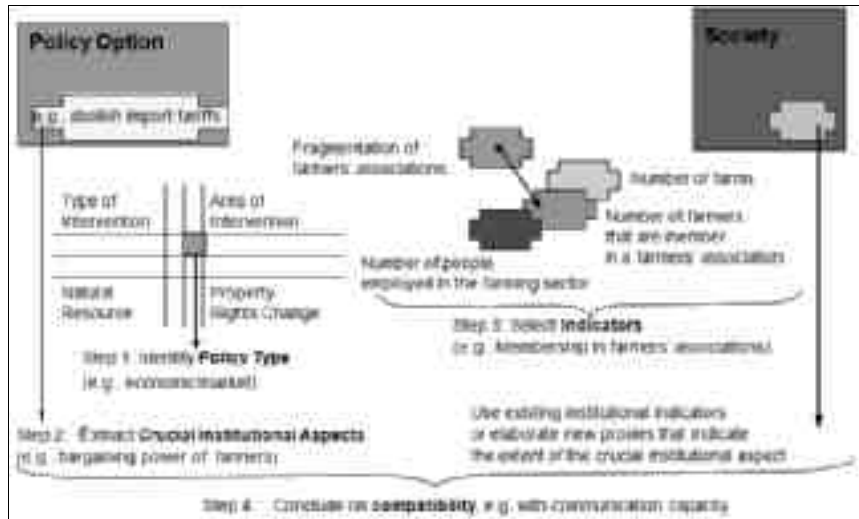 Policy Option
e.g. abolish import tariffs
Society
Fragmentation of
farmers' associations
Number of farms
Number of farmers
that are member
in a farmers' association
Number of people
employed in the farming sector
Type of
Intervention
Area of
Intervention
Natural
Resource
Property
Rights Change
Step 3: Select Indicators
(e.g. Membership in farmers' associations)
Step 1: Identify Policy Type
(e.g. economic/market)
Step 2: Extract Crucial Institutional Aspects
(e.g. bargaining power of farmers)
Use existing institutional indicators
or elaborate new proxies that indicate
the extent of the crucial institutional aspect
Step 4: Conclude on compatibility, e.g. with communication capacity